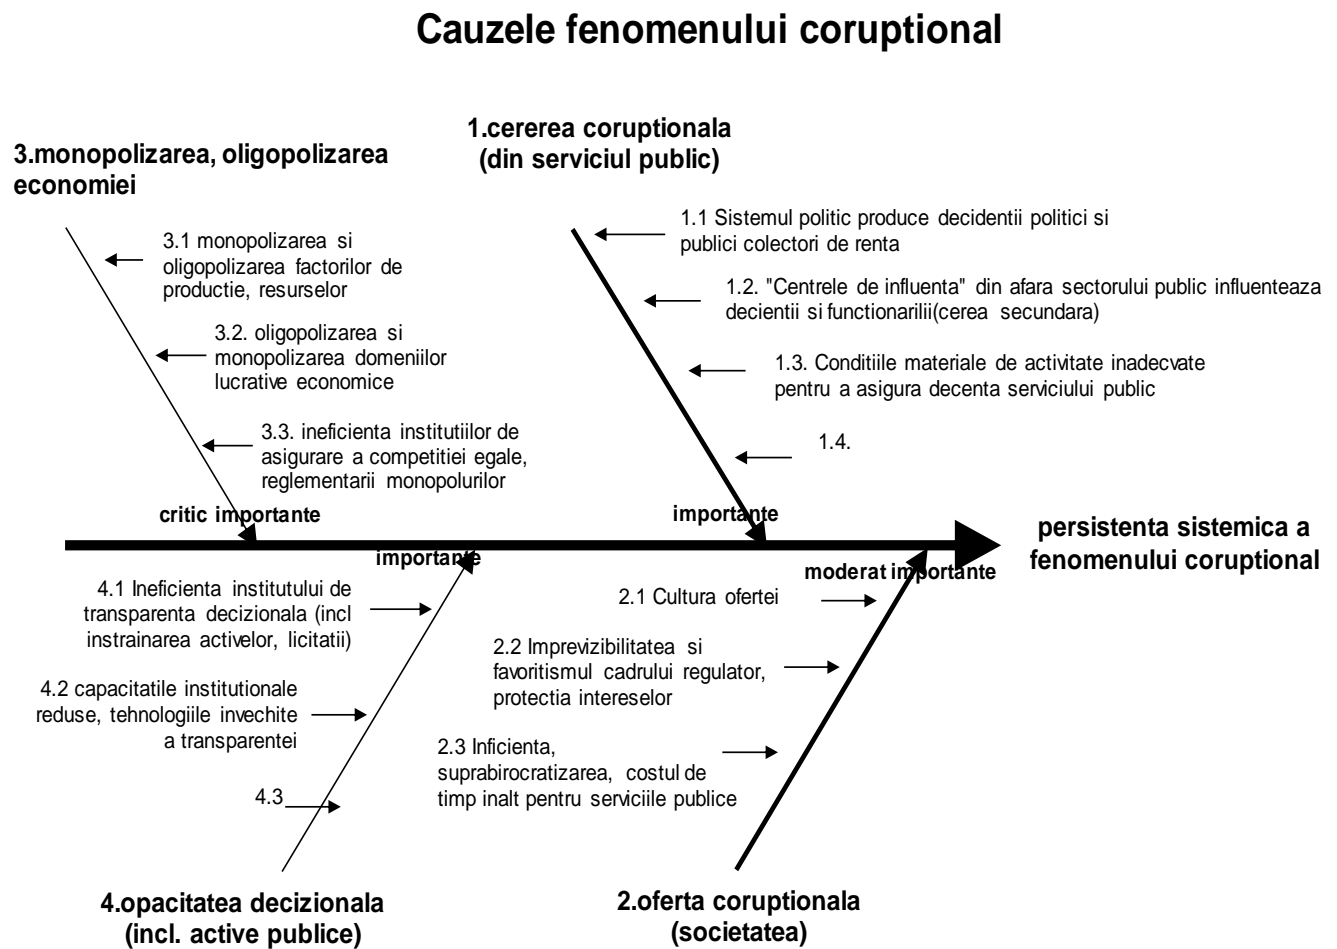 Cauzele fenomenului coruptional
3.monopolizarea, oligopolizarea
economiei
3.1 monopolizarea si
oligopolizarea factorilor de
productie, resurselor
3.2. oligopolizarea si
monopolizarea domeniilor
lucrative economice
3.3. ineficienta institutiilor de
asigurare a competitiei egale,
reglementarii monopolurilor
critic importante
1.cererea coruptionala
(din serviciul public)
1.1 Sistemul politic produce decidentii politici si
publici colectori de renta
1.2. "Centrele de influenta" din afara sectorului public influenteaza
decientii si functionarilii(cerea secundara)
1.3. Conditiile materiale de activitate inadecvate
pentru a asigura decenta serviciului public
1.4.
importante
persistenta sistemica a
fenomenului coruptional
importante
4.1 Ineficienta institutului de
transparenta decizionala (incl
instrainarea activelor, licitatii)
4.2 capacitatile institutionale
reduse, tehnologiile invechite
a transparentei
4.3
4.opacitatea decizionala
(incl. active publice)
moderat importante
2.1 Cultura ofertei
2.2 Imprevizibilitatea si
favoritismul cadrului regulator,
protectia intereselor
2.3 Inficienta,
suprabirocratizarea, costul de
timp inalt pentru serviciile publice
2.oferta coruptionala
(societatea)